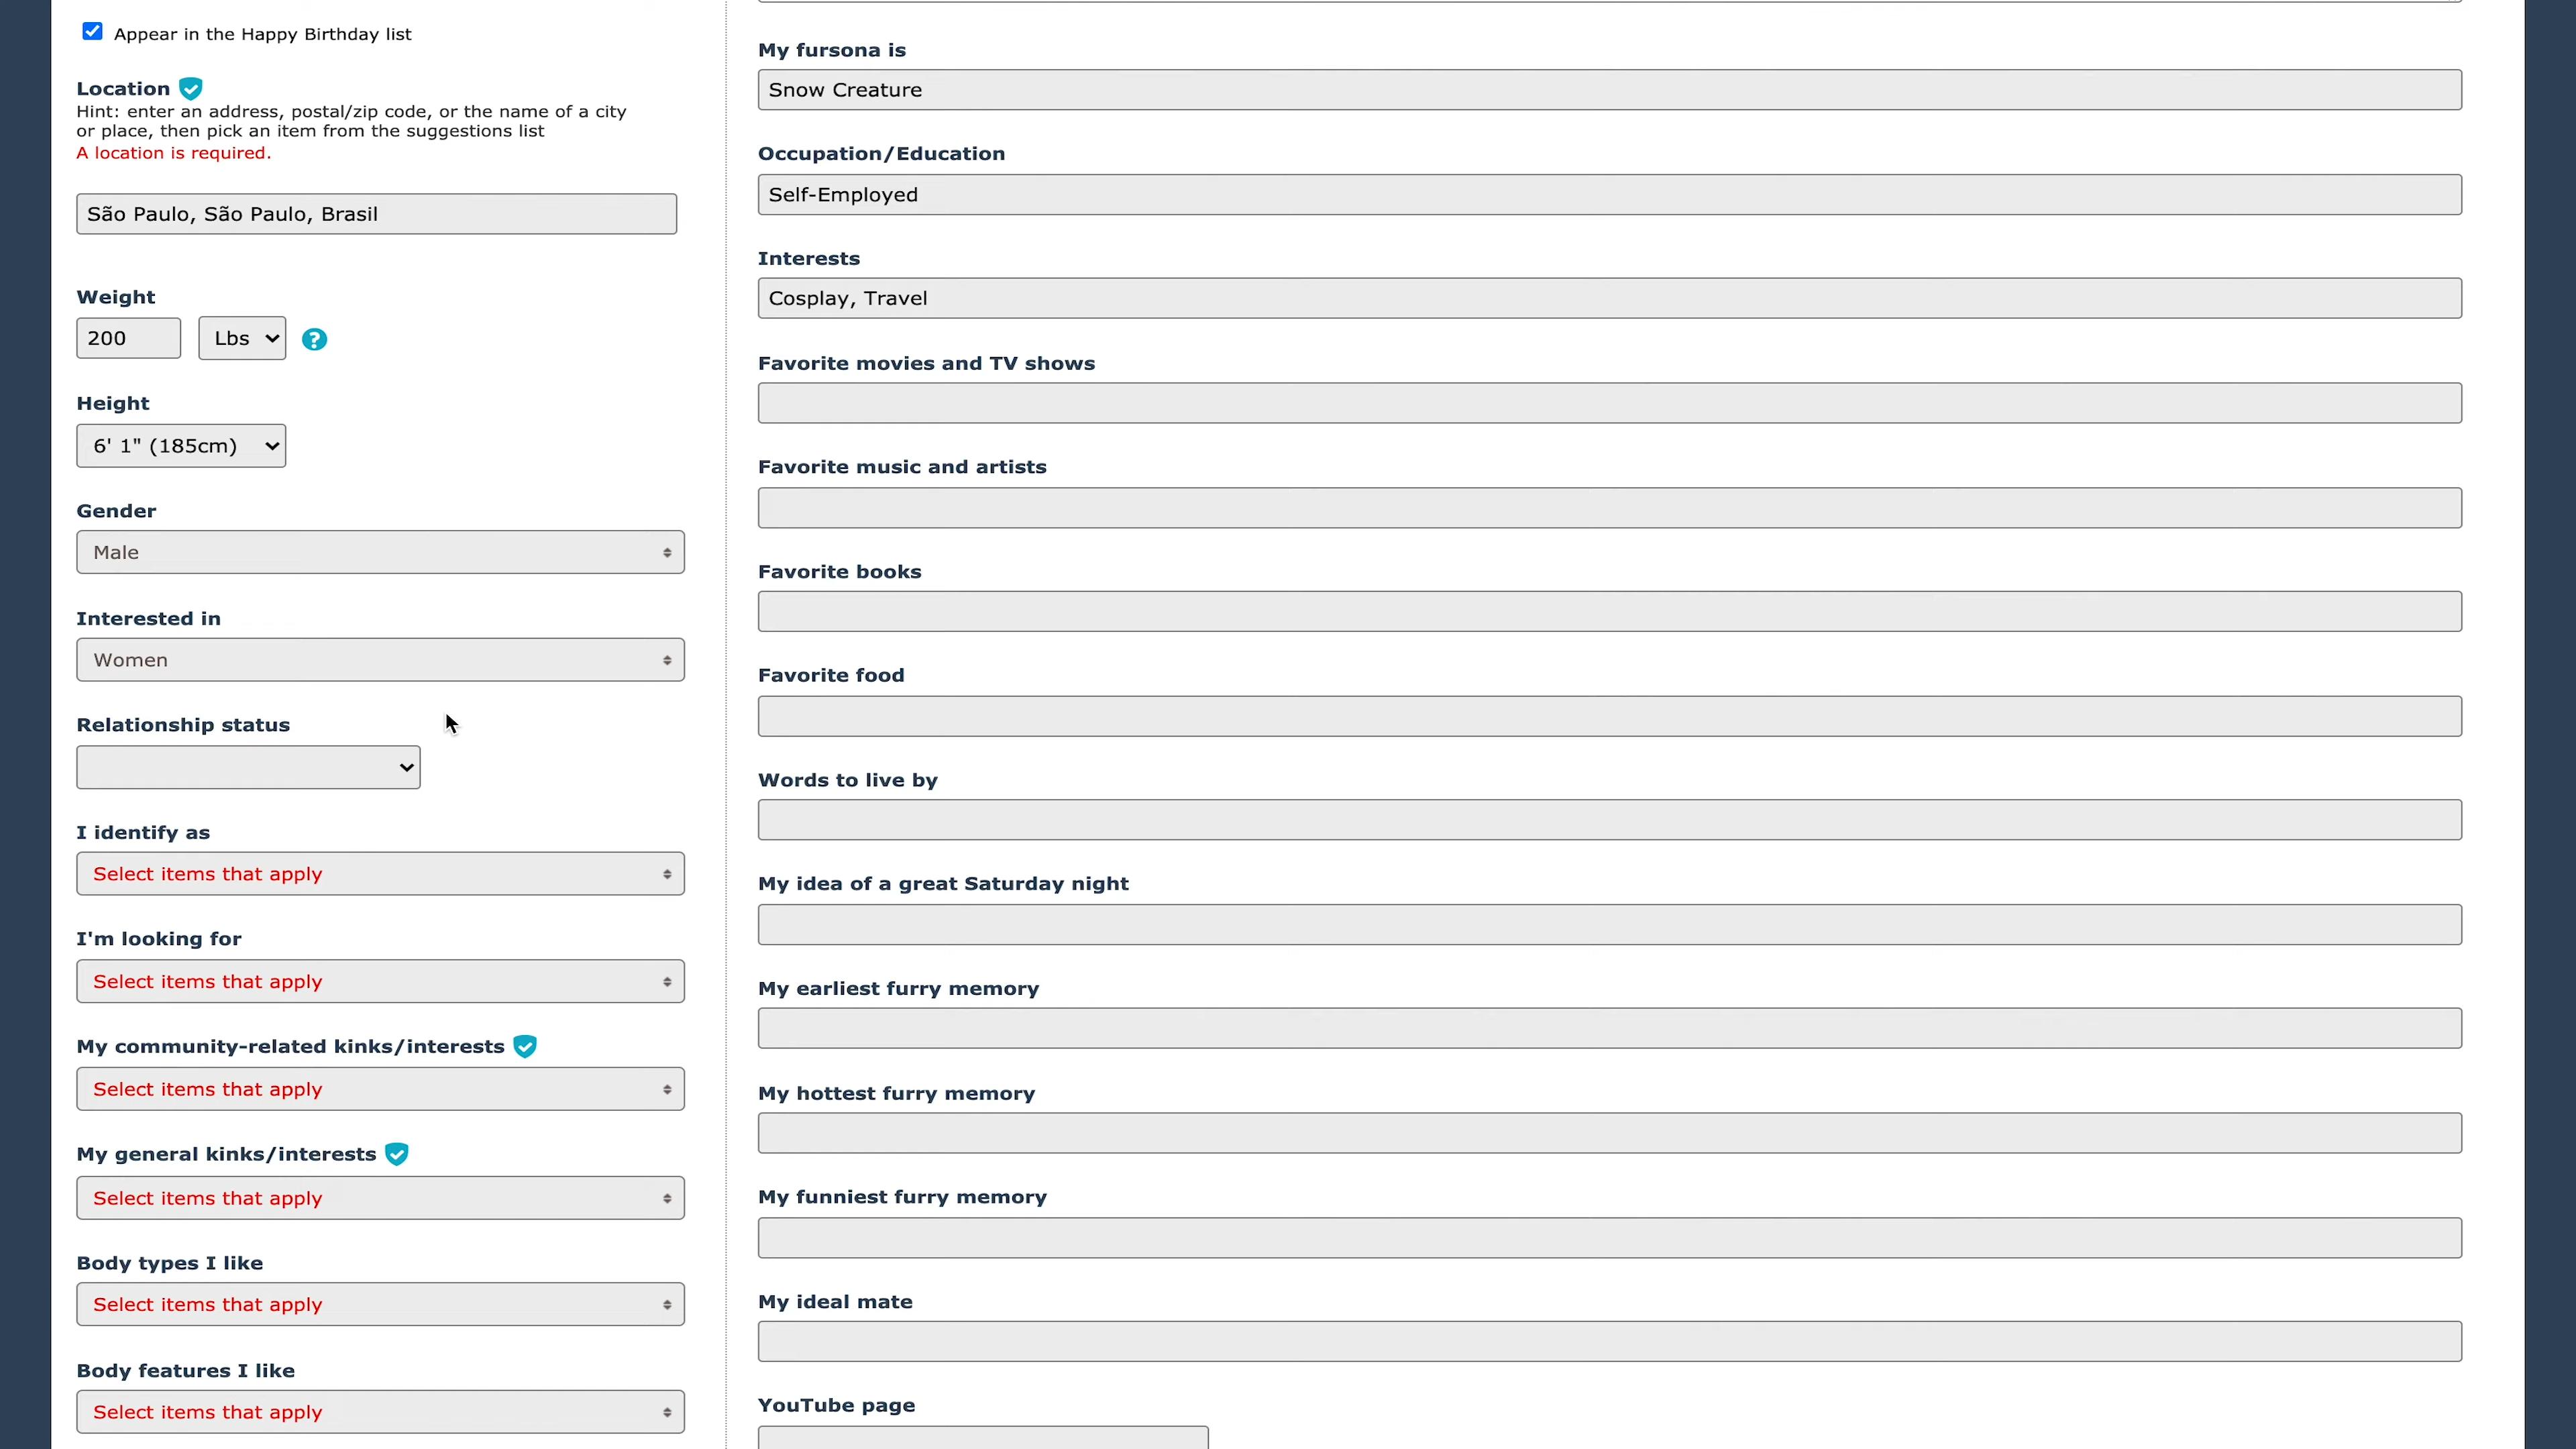 Appear in the Happy Birthday list
Location
Hint: enter an address, postal/zip code, or the name of a city
or place, then pick an item from the suggestions list
A location is required.
São Paulo, São Paulo, Brasil
Weight
200
Lbs
?
Height
6' 1" (185cm)
Gender
Male
Interested in
Women
Relationship status
I identify as
Select items that apply
I'm looking for
Select items that apply
My community-related kinks/interests
Select items that apply
My general kinks/interests
Select items that apply
Body types I like
Select items that apply
Body features I like
Select items that apply
My fursona is
Snow Creature
Occupation/Education
Self-Employed
Interests
Cosplay, Travel
Favorite movies and TV shows
Favorite music and artists
Favorite books
Favorite food
Words to live by
My idea of a great Saturday night
My earliest furry memory
My hottest furry memory
My funniest furry memory
My ideal mate
YouTube page